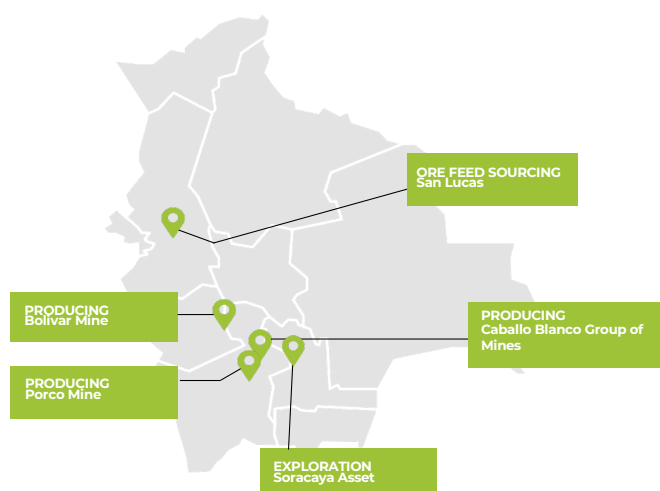 ORE FEED SOURCING
San Lucas
PRODUCING
Bolívar Mine
PRODUCING
Caballo Blanco Group of
Mines
PRODUCING
Porco Mine
EXPLORATION
Soracaya Asset